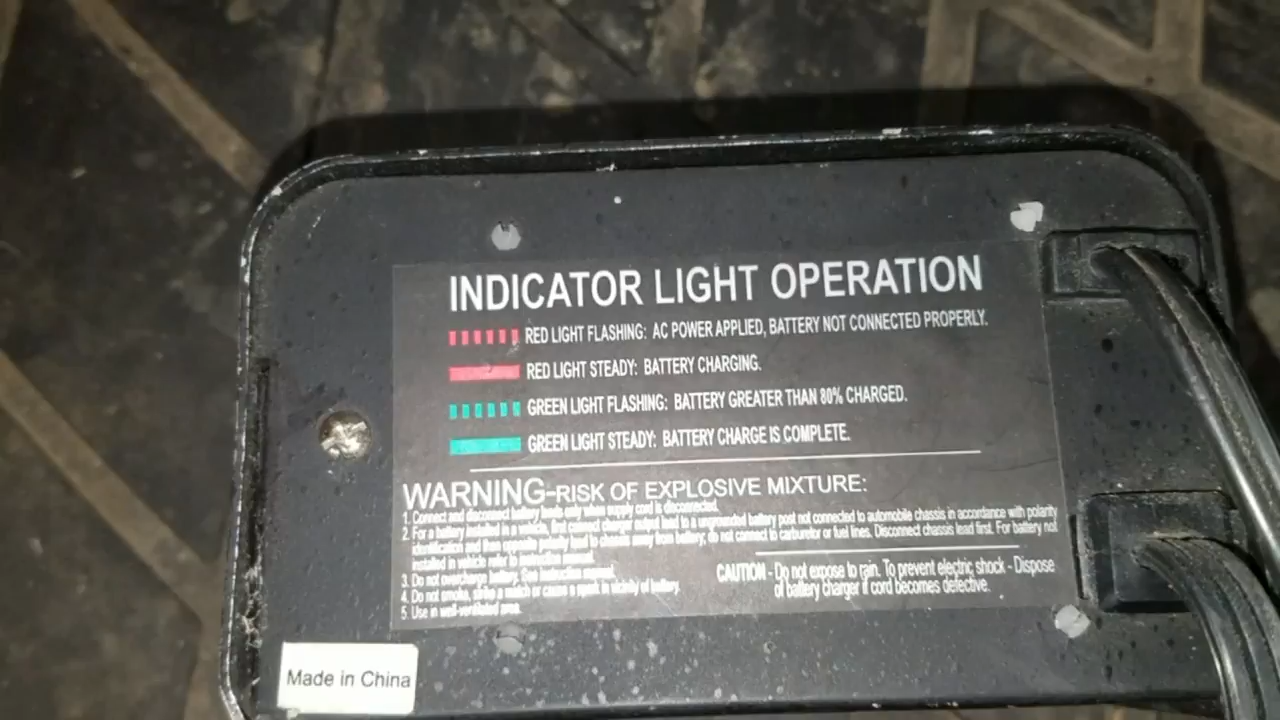 INDICATOR LIGHT OPERATION
RED LIGHT FLASHING: AC POWER APPLIED, BATTERY NOT CONNECTED PROPERLY.
RED LIGHT STEADY: BATTERY CHARGING.
GREEN LIGHT FLASHING: BATTERY GREATER THAN 80% CHARGED.
GREEN LIGHT STEADY: BATTERY CHARGE IS COMPLETE.
WARNING-RISK OF EXPLOSIVE MIXTURE:
1. Connect and disconnect battery leads only when supply cord is disconnected.
2. For a battery installed in a vehicle, first connect charger output lead to a ungrounded battery post not connected to automobile chassis in accordance with polarity
identification and then opposite polarity lead to chassis away from battery; do not connect to carburetor or fuel lines. Disconnect chassis lead first. For battery not
installed in vehicle refer to instruction manual.
3. Do not overcharge battery. See instruction manual.
4. Do not smoke, strike a match or cause a spark in vicinity of battery.
5. Use in well-ventilated area.
CAUTION - Do not expose to rain. To prevent electric shock - Dispose
of battery charger if cord becomes defective.
Made in China